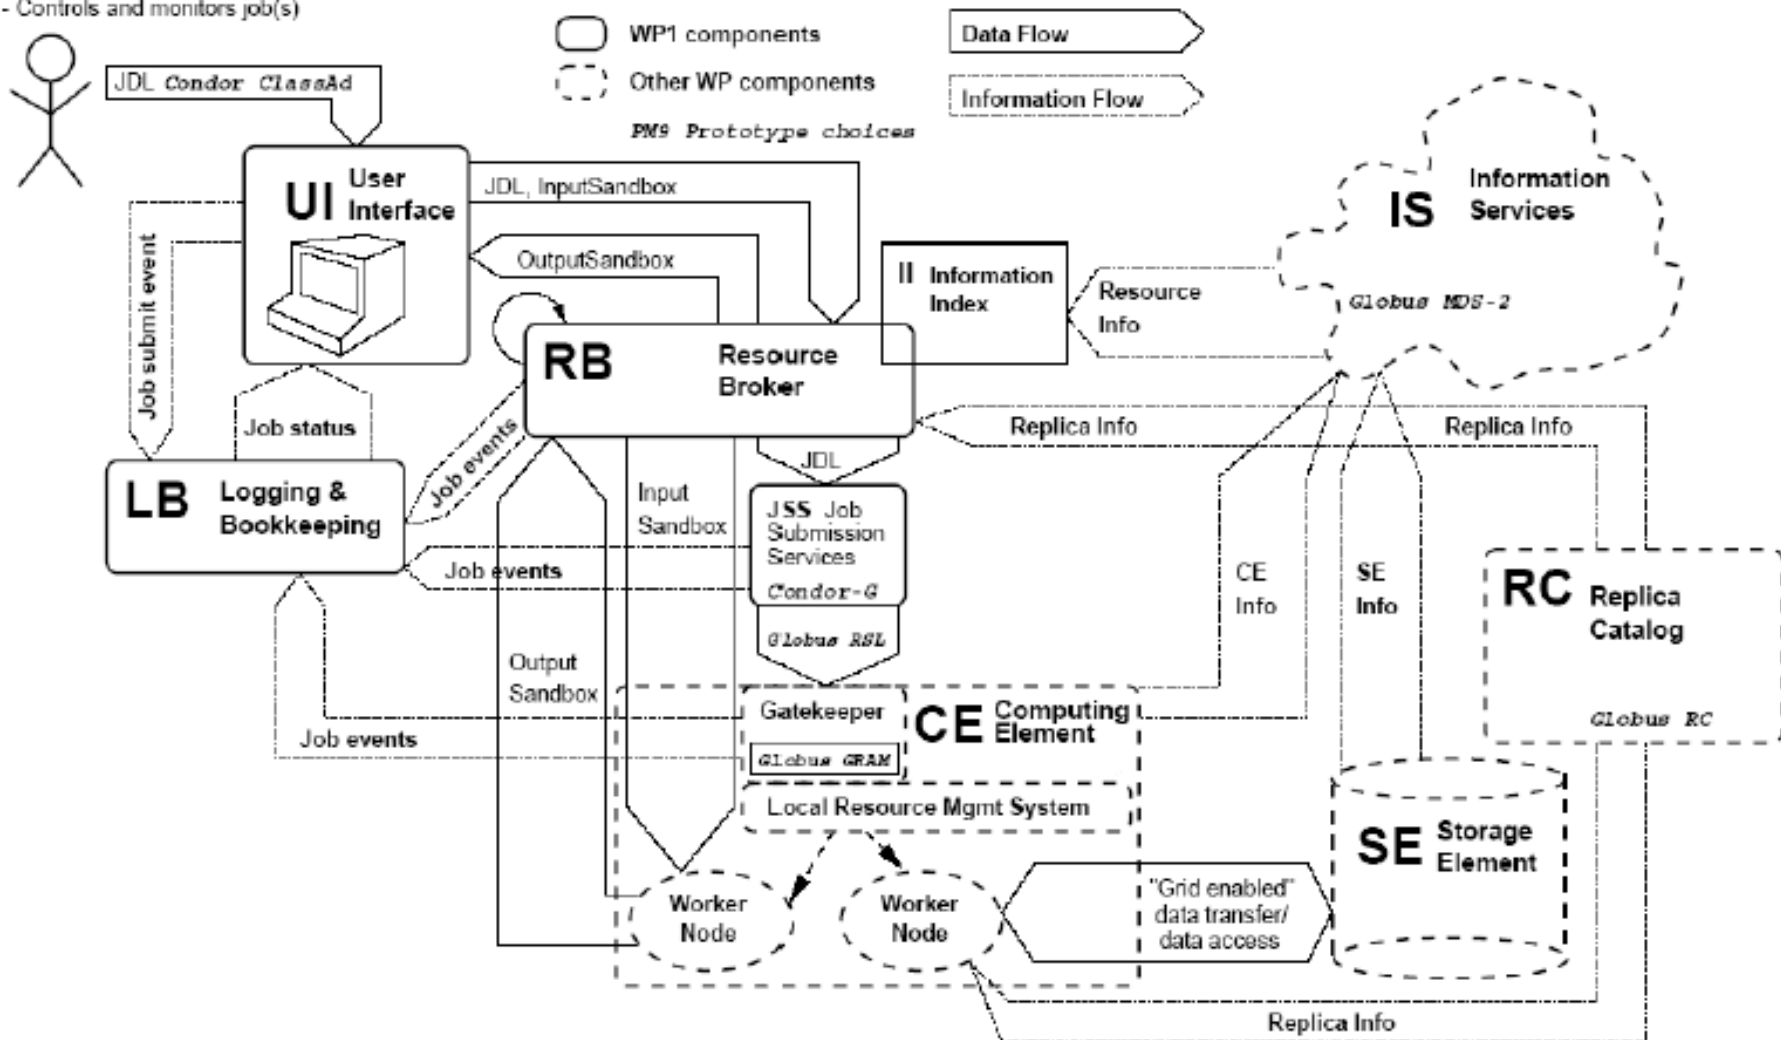 - Controls and monitors job(s)
WP1 components
Data Flow
Other WP components
Information Flow
PM9 Prototype choices
JDL Condor ClassAd
UI User
Interface
JDL, InputSandbox
OutputSandbox
Job submit event
II Information
Index
Resource
Info
IS Information
Services
Globus MDS-2
RB Resource
Broker
Job status
Job events
Replica Info
Replica Info
LB Logging &
Bookkeeping
JDL
Input
Sandbox
JSS Job
Submission
Services
Condor-G
Job events
CE
Info
SE
Info
RC Replica
Catalog
Globus RC
Globus RSL
Output
Sandbox
Job events
Gatekeeper
Globus GRAM
CE Computing
Element
Local Resource Mgmt System
Worker
Node
Worker
Node
"Grid enabled"
data transfer/
data access
SE Storage
Element
Replica Info